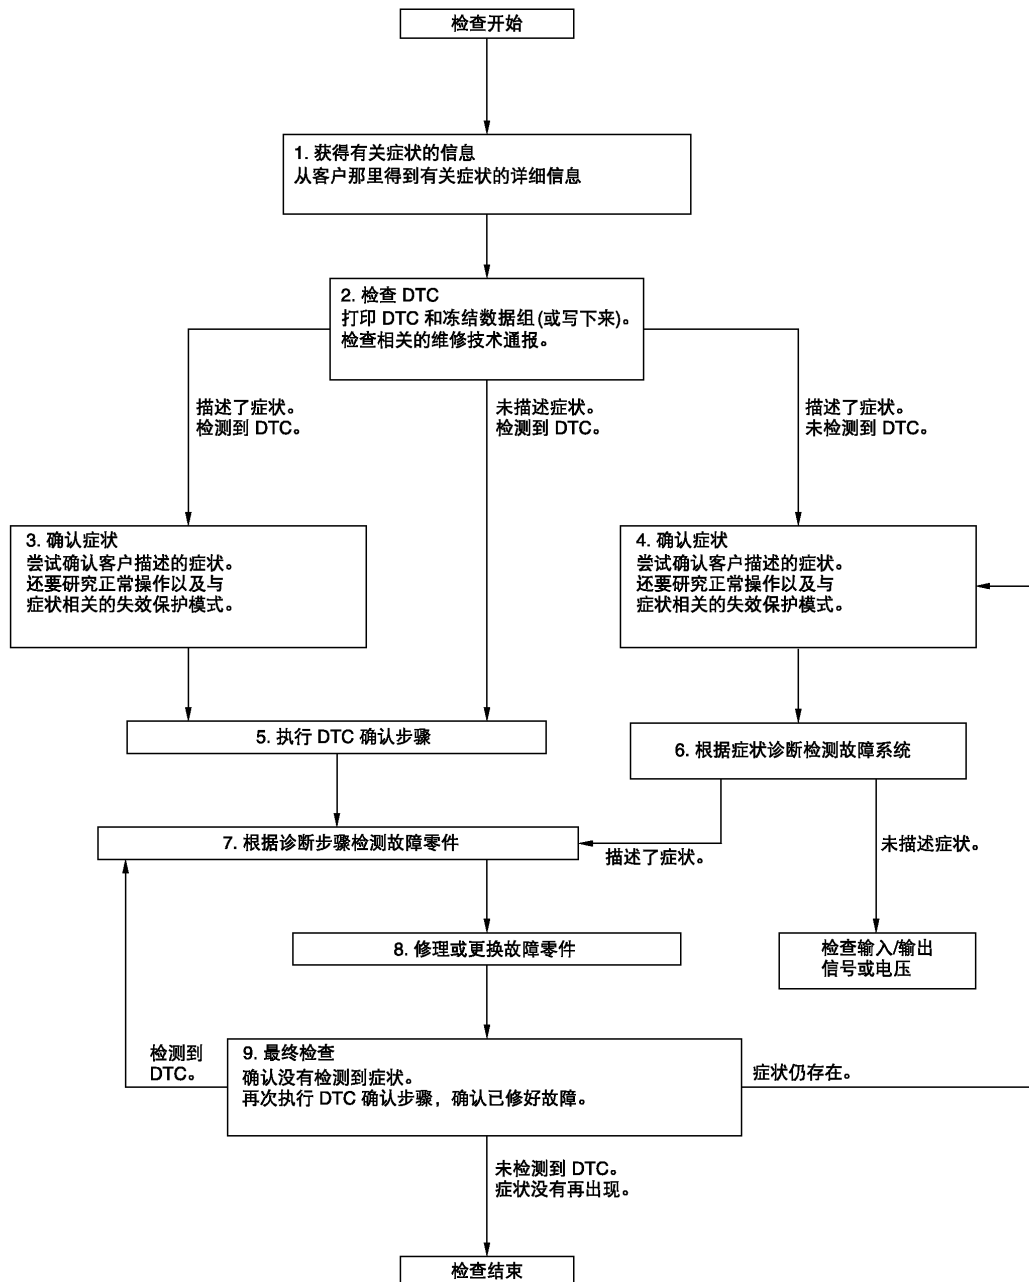 检查开始
1. 获得有关症状的信息
从客户那里得到有关症状的详细信息
2. 检查 DTC
打印 DTC 和冻结数据组(或写下来)。
检查相关的维修技术通报。
描述了症状。
检测到 DTC。
未描述症状。
检测到 DTC。
描述了症状。
未检测到 DTC。
3. 确认症状
尝试确认客户描述的症状。
还要研究正常操作以及与
症状相关的失效保护模式。
4. 确认症状
尝试确认客户描述的症状。
还要研究正常操作以及与
症状相关的失效保护模式。
5. 执行 DTC 确认步骤
6. 根据症状诊断检测故障系统
7. 根据诊断步骤检测故障零件
描述了症状。
未描述症状。
8. 修理或更换故障零件
检查输入/输出
信号或电压
检测到
DTC。
9. 最终检查
确认没有检测到症状。
再次执行 DTC 确认步骤，确认已修好故障。
症状仍存在。
未检测到 DTC。
症状没有再出现。
检查结束